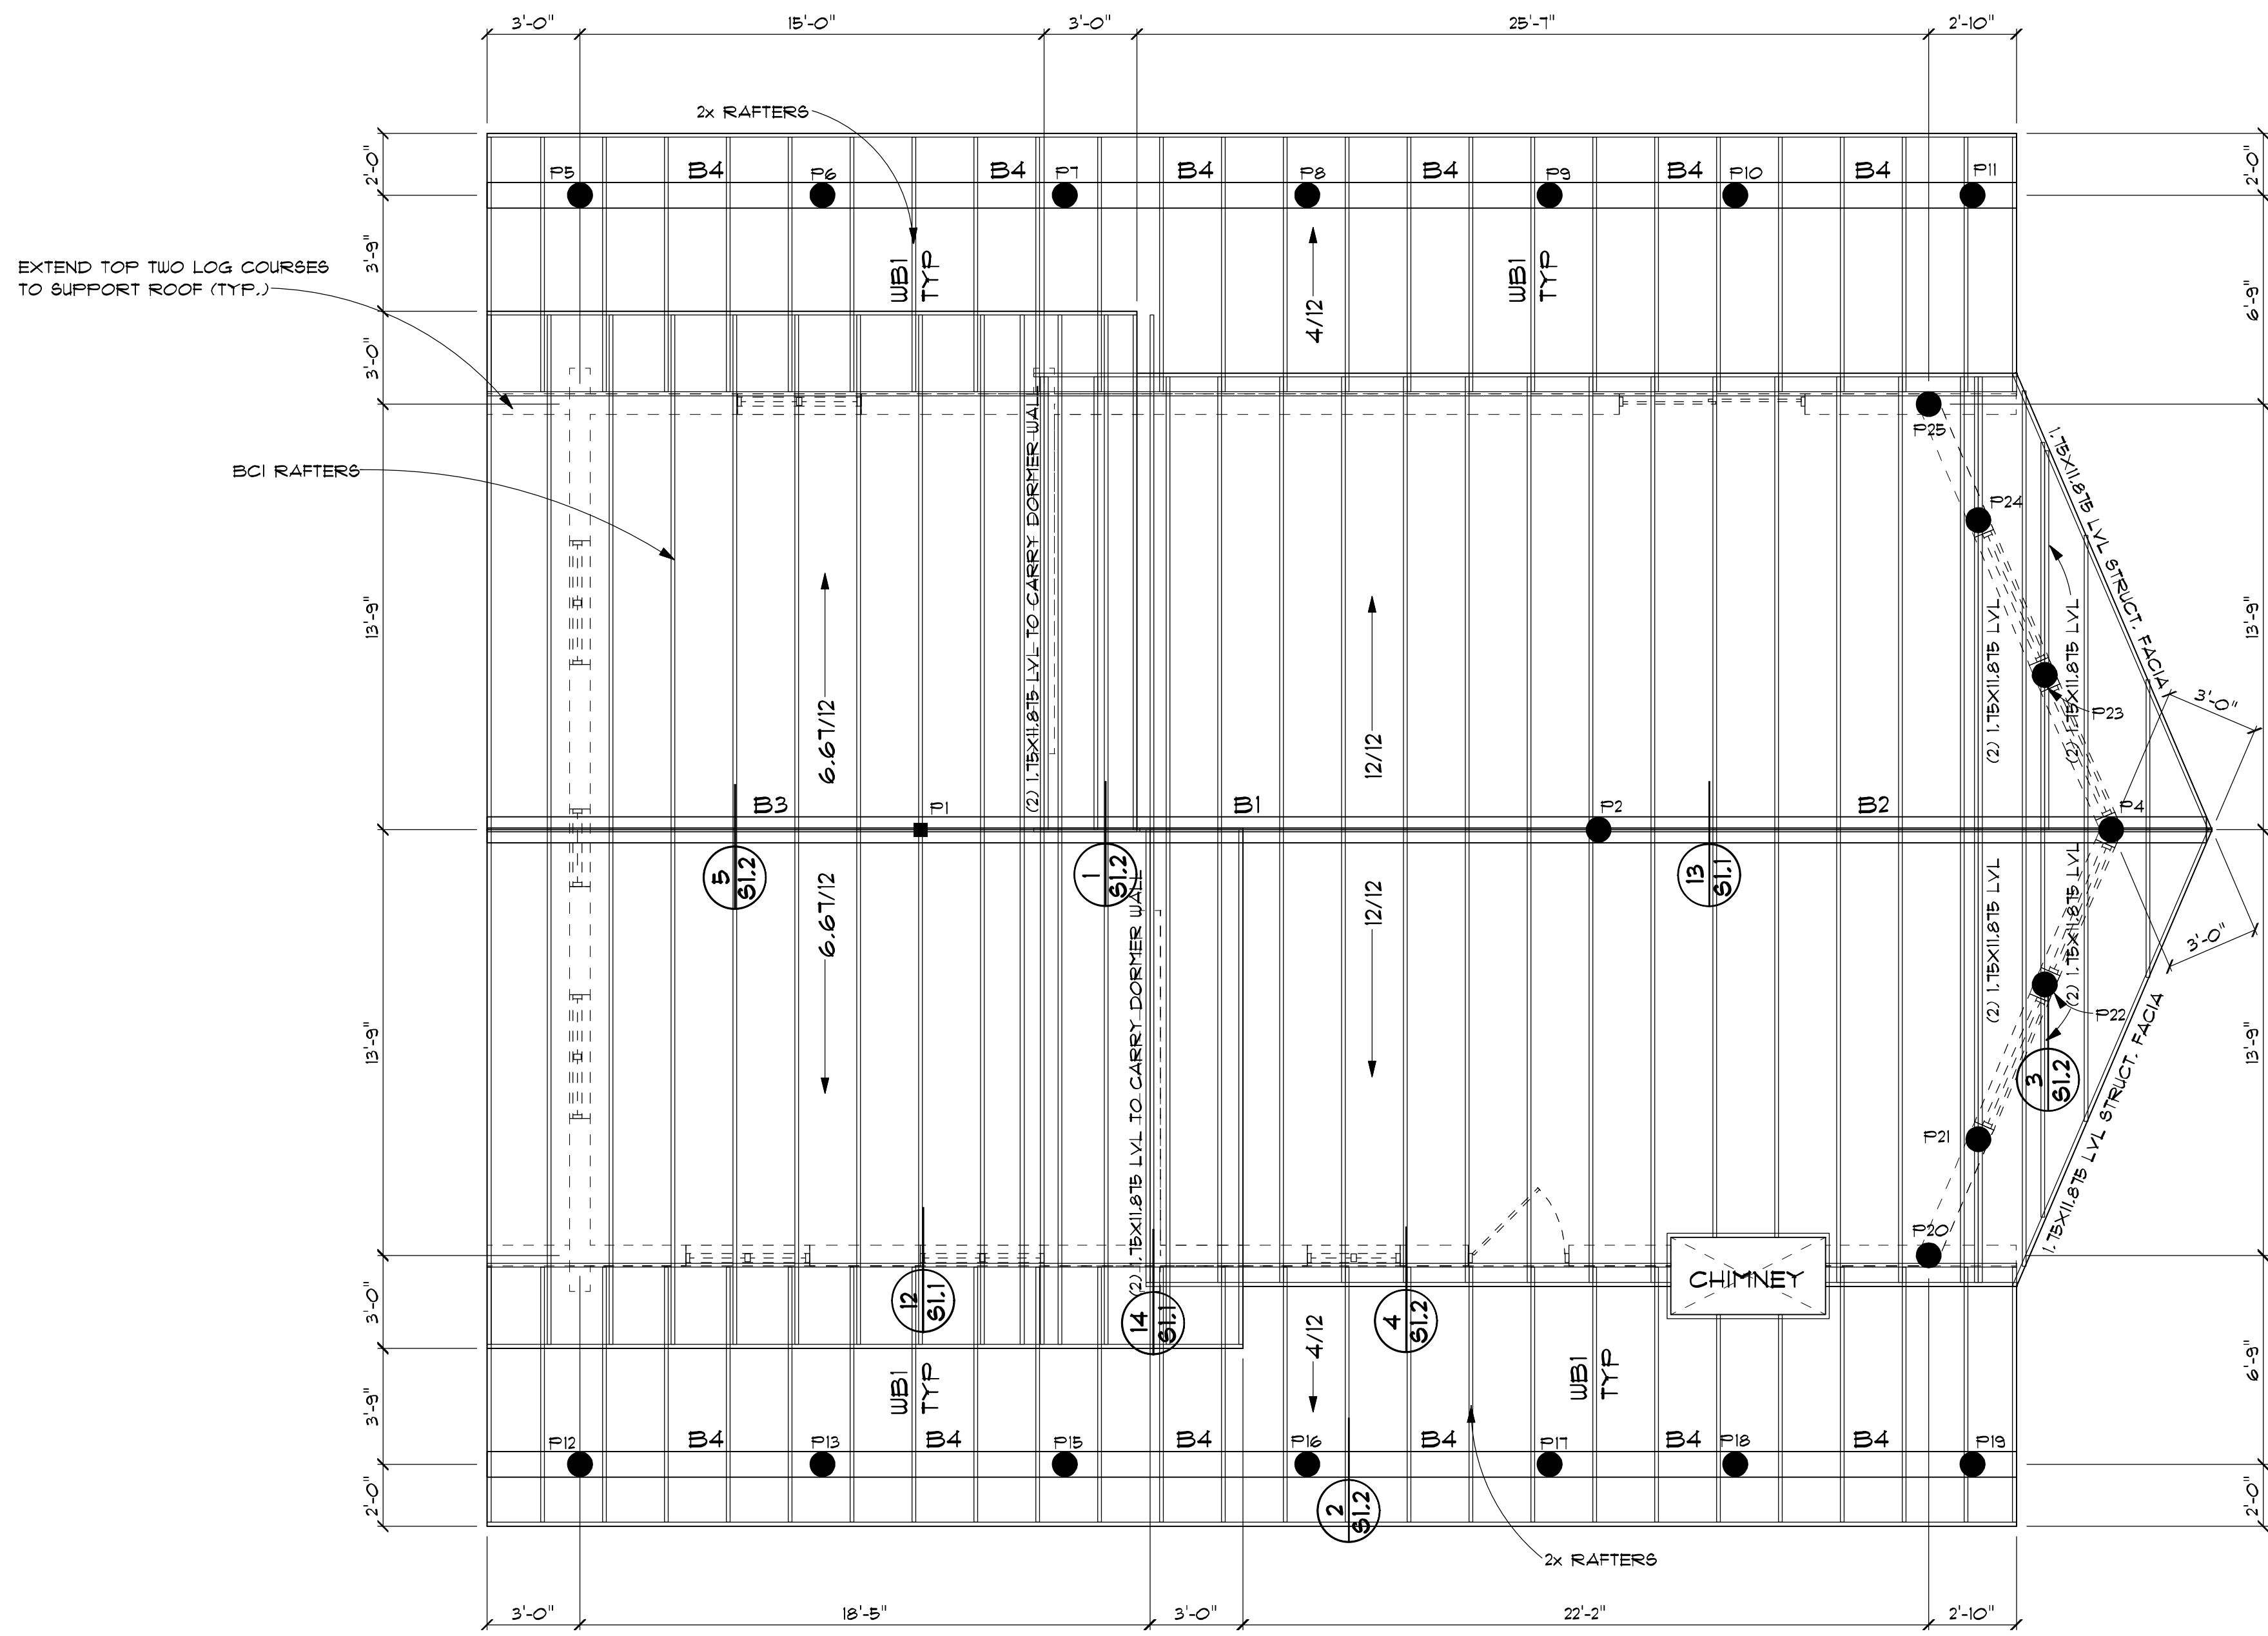 3'-0" 15'-0" 3'-0" 25'-7" 2'-10"
2x RAFTERS
2'-0"
3'-9"
3'-0"
13'-9"
13'-9"
3'-0"
3'-9"
2'-0"
P5 B4 P6 B4 P7 B4 P8 B4 P9 B4 P10 B4 P11
2'-0"
6'-9"
13'-9"
13'-9"
6'-9"
2'-0"
EXTEND TOP TWO LOG COURSES
TO SUPPORT ROOF (TYP.)
WB1
TYP
4/12
WB1
TYP
BCI RAFTERS
(2) 1.75X11.875 LVL TO CARRY DORMER WALL
P25
P24
1.75X11.875 LVL STRUCT. FACIA
(2) 1.75X11.875 LVL
(2) 1.75X11.875 LVL
P23
3'-0"
6.67/12
12/12
B3 P1 B1 P2 B2 P4
5
S1.2
1
S1.2
13
S1.1
6.67/12
12/12
(2) 1.75X11.875 LVL TO CARRY DORMER WALL
(2) 1.75X11.875 LVL
(2) 1.75X11.875 LVL
3'-0"
P22
3
S1.2
P21
1.75X11.875 LVL STRUCT. FACIA
P20
CHIMNEY
12
S1.1
14
S1.1
4
S1.2
4/12
WB1
TYP
WB1
TYP
P12 B4 P13 B4 P15 B4 P16 B4 P17 B4 P18 B4 P19
2
S1.2
2x RAFTERS
3'-0" 18'-5" 3'-0" 22'-2" 2'-10"